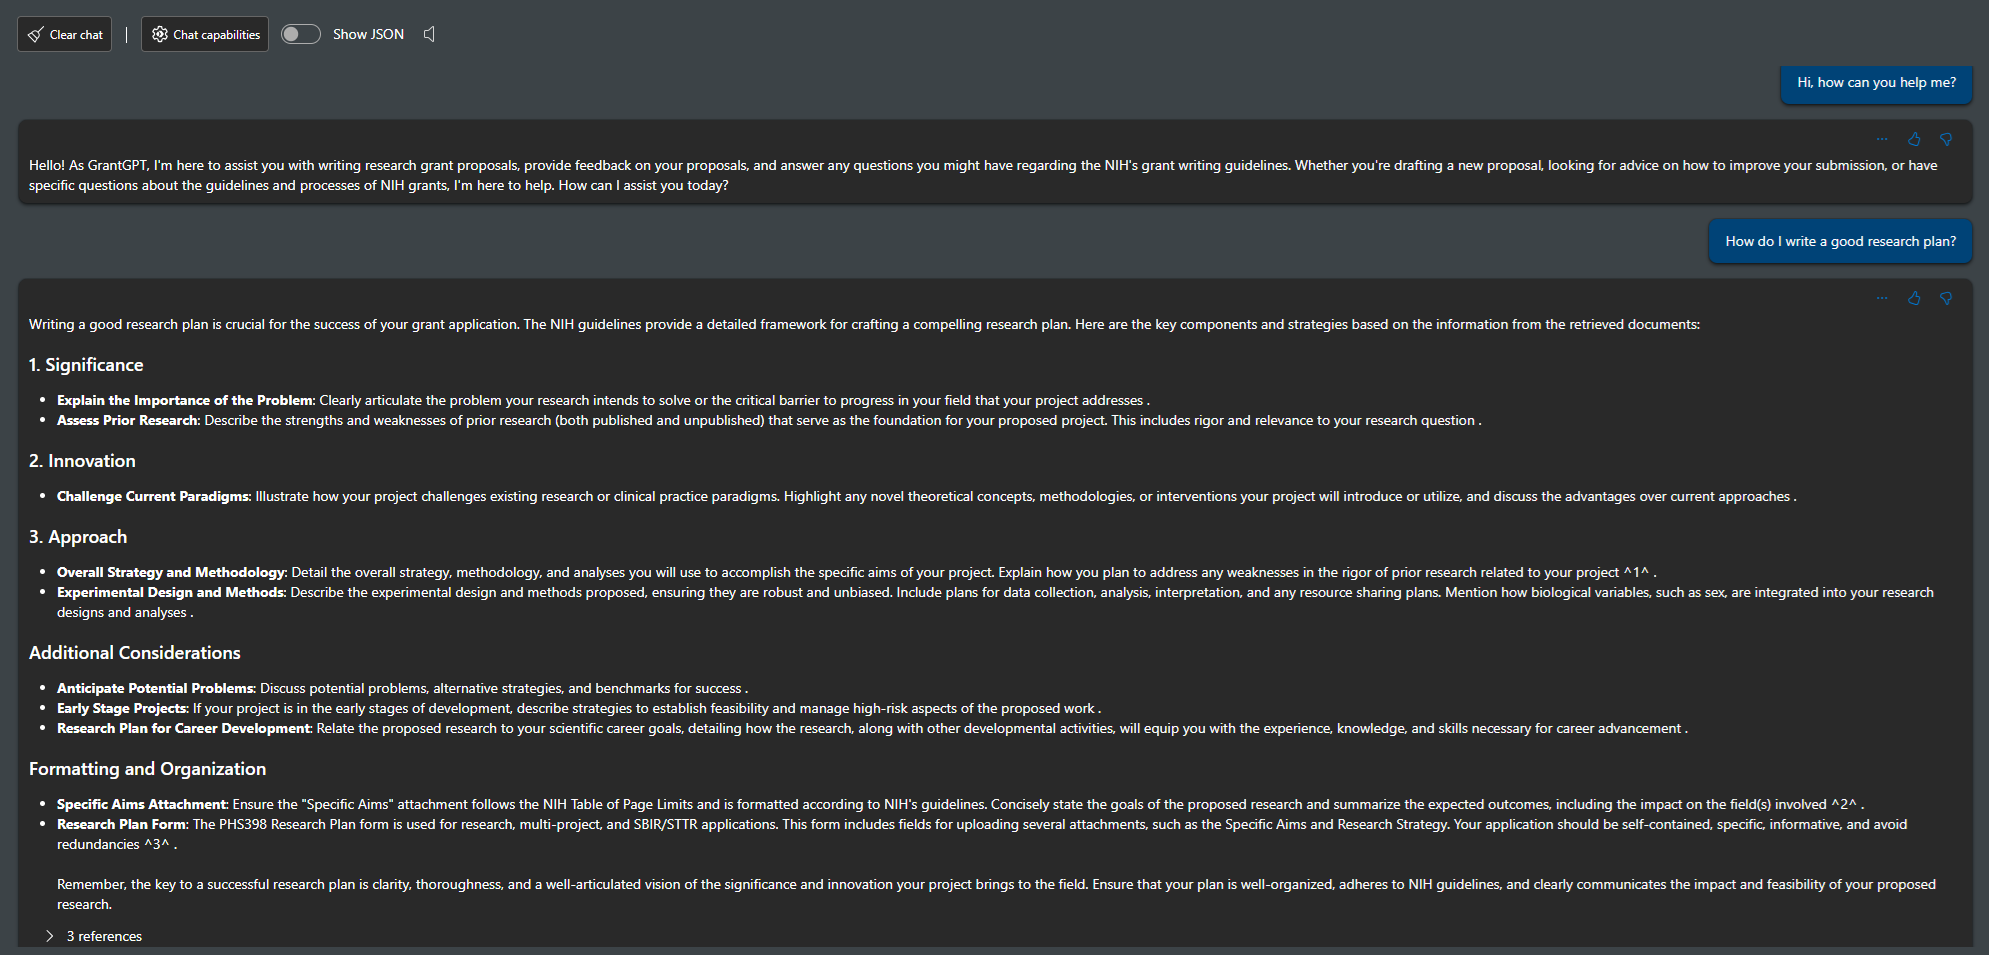 Clear chat | Chat capabilities Show JSON
Hi, how can you help me?
Hello! As GrantGPT, I'm here to assist you with writing research grant proposals, provide feedback on your proposals, and answer any questions you might have regarding the NIH's grant writing guidelines. Whether you're drafting a new proposal, looking for advice on how to improve your submission, or have
specific questions about the guidelines and processes of NIH grants, I'm here to help. How can I assist you today?
How do I write a good research plan?
Writing a good research plan is crucial for the success of your grant application. The NIH guidelines provide a detailed framework for crafting a compelling research plan. Here are the key components and strategies based on the information from the retrieved documents:
1. Significance
• Explain the Importance of the Problem: Clearly articulate the problem your research intends to solve or the critical barrier to progress in your field that your project addresses .
• Assess Prior Research: Describe the strengths and weaknesses of prior research (both published and unpublished) that serve as the foundation for your proposed project. This includes rigor and relevance to your research question .
2. Innovation
• Challenge Current Paradigms: Illustrate how your project challenges existing research or clinical practice paradigms. Highlight any novel theoretical concepts, methodologies, or interventions your project will introduce or utilize, and discuss the advantages over current approaches .
3. Approach
• Overall Strategy and Methodology: Detail the overall strategy, methodology, and analyses you will use to accomplish the specific aims of your project. Explain how you plan to address any weaknesses in the rigor of prior research related to your project ^1^ .
• Experimental Design and Methods: Describe the experimental design and methods proposed, ensuring they are robust and unbiased. Include plans for data collection, analysis, interpretation, and any resource sharing plans. Mention how biological variables, such as sex, are integrated into your research
designs and analyses .
Additional Considerations
• Anticipate Potential Problems: Discuss potential problems, alternative strategies, and benchmarks for success .
• Early Stage Projects: If your project is in the early stages of development, describe strategies to establish feasibility and manage high-risk aspects of the proposed work .
• Research Plan for Career Development: Relate the proposed research to your scientific career goals, detailing how the research, along with other developmental activities, will equip you with the experience, knowledge, and skills necessary for career advancement .
Formatting and Organization
• Specific Aims Attachment: Ensure the "Specific Aims" attachment follows the NIH Table of Page Limits and is formatted according to NIH's guidelines. Concisely state the goals of the proposed research and summarize the expected outcomes, including the impact on the field(s) involved ^2^ .
• Research Plan Form: The PHS398 Research Plan form is used for research, multi-project, and SBIR/STTR applications. This form includes fields for uploading several attachments, such as the Specific Aims and Research Strategy. Your application should be self-contained, specific, informative, and avoid
redundancies ^3^ .
Remember, the key to a successful research plan is clarity, thoroughness, and a well-articulated vision of the significance and innovation your project brings to the field. Ensure that your plan is well-organized, adheres to NIH guidelines, and clearly communicates the impact and feasibility of your proposed
research.
3 references